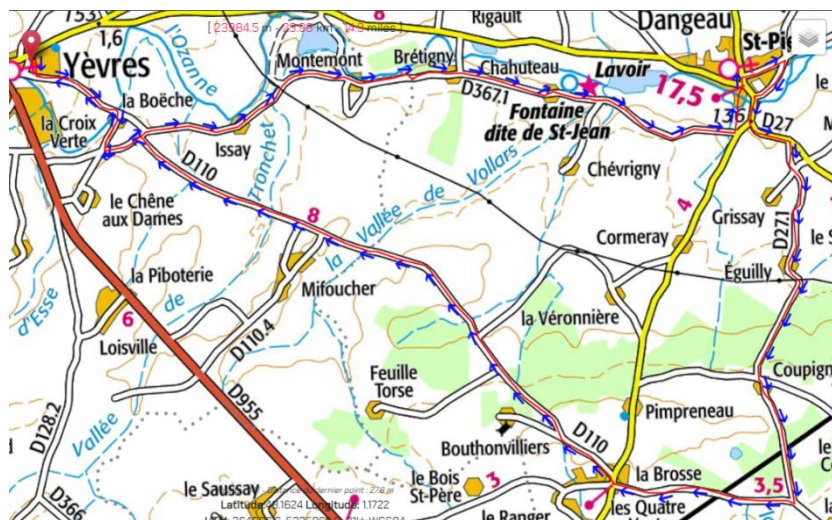 8
Rigault
Dangeau
153
1,6
l'Ozanne
Montemont
Brétigny
Chahuteau
Lavoir
Yèvres
la Boëche
D367.1
17,5
la Croix
Verte
Issay
Fontaine
dite de St-Jean
136
D27
D110
Tronchet
la Vallée de Vollars
Chévrigny
le Chêne
aux Dames
8
4
Grissay
D27.1
Cormeray
Éguilly
la Piboterie
de
Mifoucher
d'Esse
6
la Véronnière
Loisville
D110.4
Coupign
Feuille
Torse
D955
D128.2
Pimpreneau
Vallée
D110
Bouthonvilliers
le Bois
St-Père
3
la Brosse
3,5
le Saussay
D366
le Ranger
les Quatre